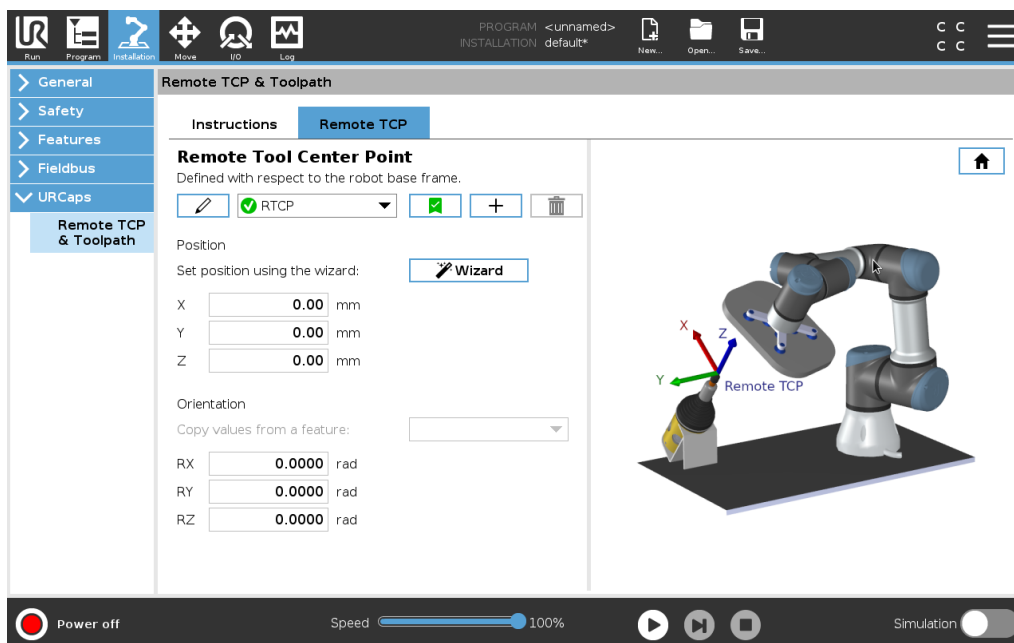 PROGRAM <unnamed>
INSTALLATION default*
UR
Run
Program
Installation
Move
I/O
Log
New...
Open...
Save...
C C
C C
General
Safety
Features
Fieldbus
URCaps
Remote TCP
& Toolpath
Remote TCP & Toolpath
Instructions
Remote TCP
Remote Tool Center Point
Defined with respect to the robot base frame.
RTCP
Position
Set position using the wizard:
Wizard
X 0.00 mm
Y 0.00 mm
Z 0.00 mm
Orientation
Copy values from a feature:
RX 0.0000 rad
RY 0.0000 rad
RZ 0.0000 rad
X
Z
Y
Remote TCP
Power off
Speed
100%
Simulation